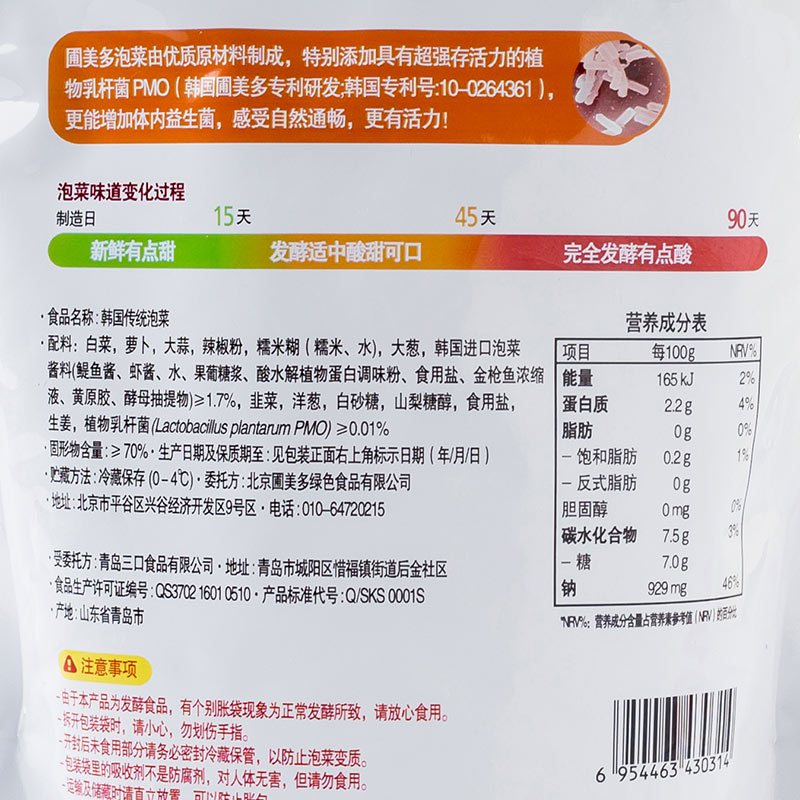 圃美多泡菜由优质原材料制成，特别添加具有超强存活力的植
物乳杆菌PMO（韩国圃美多专利研发;韩国专利号:10-0264361），
更能增加体内益生菌，感受自然通畅，更有活力！
泡菜味道变化过程
制造日 15天 45天 90天
新鲜有点甜 发酵适中酸甜可口 完全发酵有点酸
·食品名称:韩国传统泡菜
·配料：白菜，萝卜，大蒜，辣椒粉，糯米糊（糯米、水)，大葱，韩国进口泡菜
酱料(鳀鱼酱、虾酱、水、果葡糖浆、酸水解植物蛋白调味粉、食用盐、金枪鱼浓缩
液、黄原胶、酵母抽提物)≥1.7%，韭菜，洋葱，白砂糖，山梨糖醇，食用盐，
生姜，植物乳杆菌(Lactobacillus plantarum PMO) ≥0.01%
·固形物含量:≥70%·生产日期及保质期至:见包装正面右上角标示日期（年/月/日）
·贮藏方法:冷藏保存(0-4℃)·委托方:北京圃美多绿色食品有限公司
·地址:北京市平谷区兴谷经济开发区9号区·电话:010-64720215
·受委托方:青岛三口食品有限公司·地址:青岛市城阳区惜福镇街道后金社区
·食品生产许可证编号:QS3702 1601 0510·产品标准代号:Q/SKS 0001S
·产地:山东省青岛市
营养成分表
项目 每100g NRV%
能量 165 kJ 2%
蛋白质 2.2g 4%
脂肪 0g 0%
－饱和脂肪 0.2g 1%
－反式脂肪 0g
胆固醇 0mg 0%
碳水化合物 7.5g 3%
－糖 7.0g
钠 929mg 46%
*NRV%：营养成分含量占营养素参考值（NRV）的百分比
注意事项
-由于本产品为发酵食品，有个别胀袋现象为正常发酵所致，请放心食用。
-拆开包装袋时，请小心，勿划伤手指。
-开封后未食用部分请务必密封冷藏保管，以防止泡菜变质。
-包装袋里的吸收剂不是防腐剂，对人体无害，但请勿食用。
-运输及储藏时请直立放置，可以防止胀包
6 954463 430314